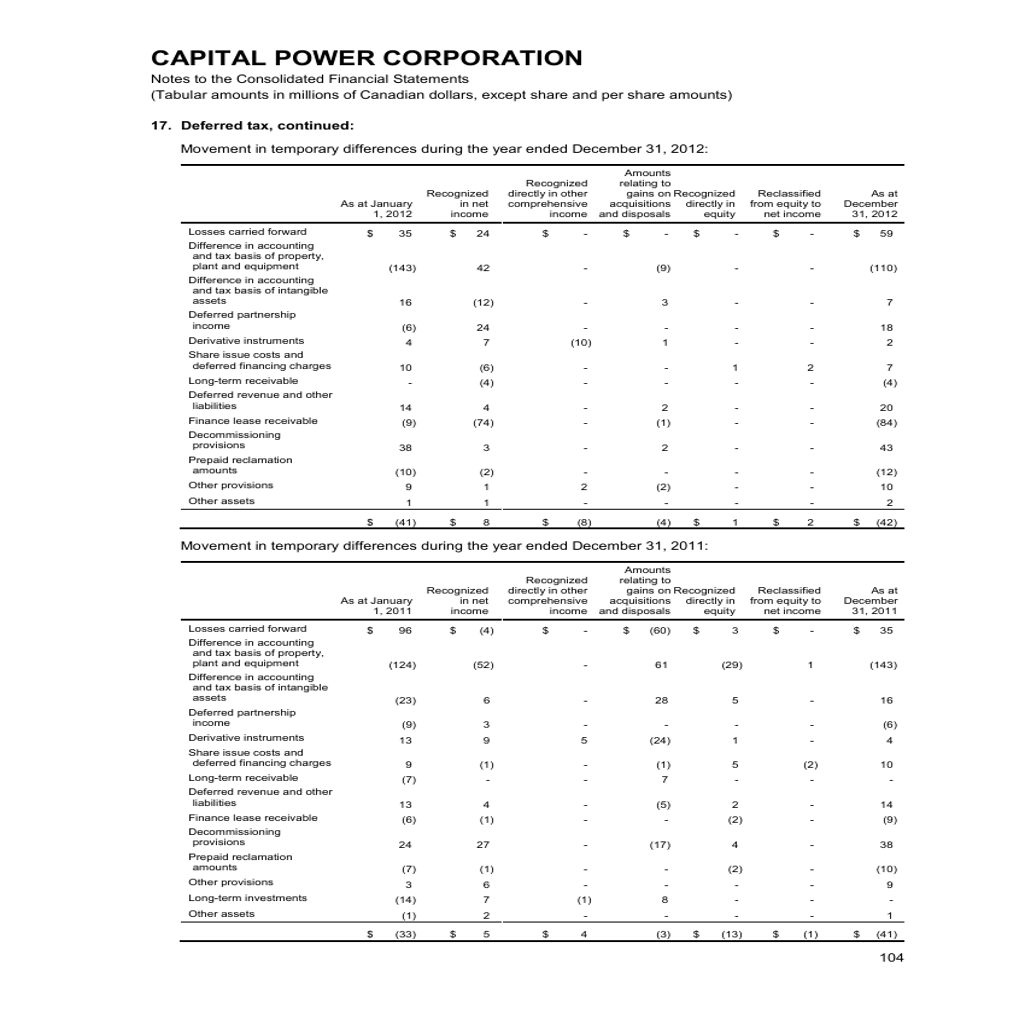 CAPITAL POWER CORPORATION
Notes to the Consolidated Financial Statements
(Tabular amounts in millions of Canadian dollars, except share and per share amounts)
17. Deferred tax, continued:
Movement in temporary differences during the year ended December 31, 2012:
Amounts
Recognized relating to
Recognized directly in other gains on Recognized Reclassified As at
As at January in net comprehensive acquisitions directly in from equity to December
1, 2012 income income and disposals equity net income 31, 2012
Losses carried forward $ 35 $ 24 $ - $ - $ - $ - $ 59
Difference in accounting
and tax basis of property,
plant and equipment (143) 42 - (9) - - (110)
Difference in accounting
and tax basis of intangible
assets 16 (12) - 3 - - 7
Deferred partnership
income (6) 24 - - - - 18
Derivative instruments 4 7 (10) 1 - - 2
Share issue costs and
deferred financing charges 10 (6) - - 1 2 7
Long-term receivable - (4) - - - - (4)
Deferred revenue and other
liabilities 14 4 - 2 - - 20
Finance lease receivable (9) (74) - (1) - - (84)
Decommissioning
provisions 38 3 - 2 - - 43
Prepaid reclamation
amounts (10) (2) - - - - (12)
Other provisions 9 1 2 (2) - - 10
Other assets 1 1 - - - - 2
$ (41) $ 8 $ (8) (4) $ 1 $ 2 $ (42)
Movement in temporary differences during the year ended December 31, 2011:
Amounts
Recognized relating to
Recognized directly in other gains on Recognized Reclassified As at
As at January in net comprehensive acquisitions directly in from equity to December
1, 2011 income income and disposals equity net income 31, 2011
Losses carried forward $ 96 $ (4) $ - $ (60) $ 3 $ - $ 35
Difference in accounting
and tax basis of property,
plant and equipment (124) (52) - 61 (29) 1 (143)
Difference in accounting
and tax basis of intangible
assets (23) 6 - 28 5 - 16
Deferred partnership
income (9) 3 - - - - (6)
Derivative instruments 13 9 5 (24) 1 - 4
Share issue costs and
deferred financing charges 9 (1) - (1) 5 (2) 10
Long-term receivable (7) - - 7 - - -
Deferred revenue and other
liabilities 13 4 - (5) 2 - 14
Finance lease receivable (6) (1) - - (2) - (9)
Decommissioning
provisions 24 27 - (17) 4 - 38
Prepaid reclamation
amounts (7) (1) - - (2) - (10)
Other provisions 3 6 - - - - 9
Long-term investments (14) 7 (1) 8 - - -
Other assets (1) 2 - - - - 1
$ (33) $ 5 $ 4 (3) $ (13) $ (1) $ (41)
104